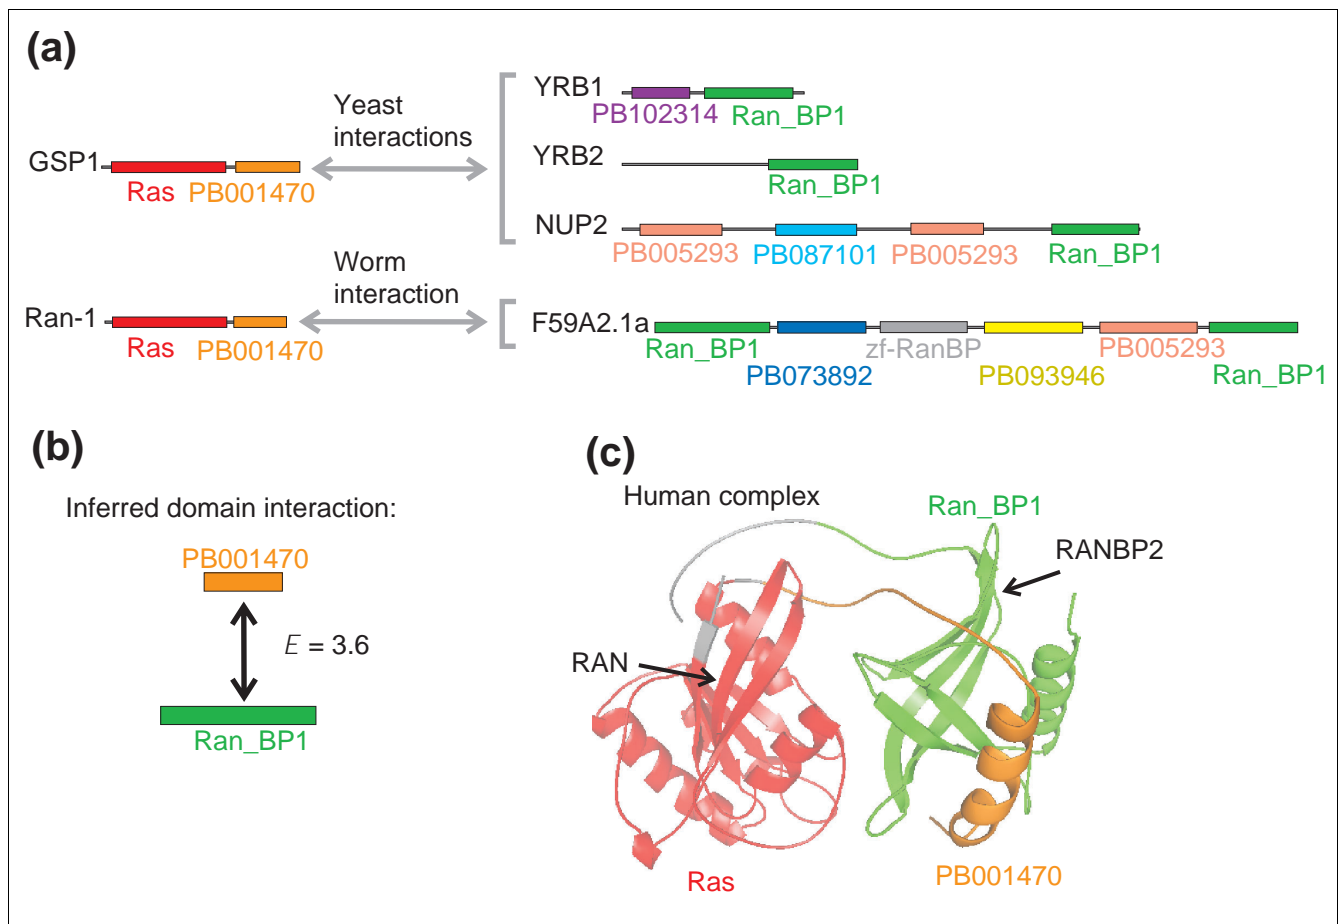 (a)
GSP1
Ras
PB001470
Yeast
interactions
YRB1
PB102314
Ran_BP1
YRB2
Ran_BP1
NUP2
PB005293
PB087101
PB005293
Ran_BP1
Ran-1
Ras
PB001470
Worm
interaction
F59A2.1a
Ran_BP1
PB073892
zf-RanBP
PB093946
PB005293
Ran_BP1
(b)
Inferred domain interaction:
PB001470
E = 3.6
Ran_BP1
(c)
Human complex
Ran_BP1
RANBP2
RAN
Ras
PB001470